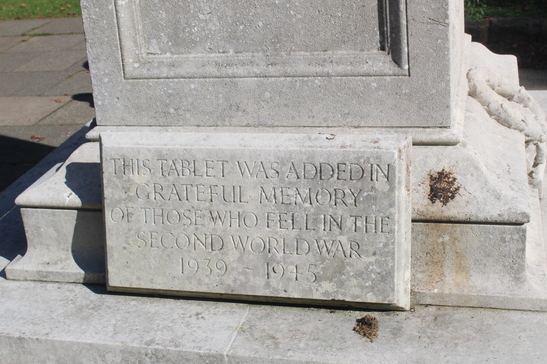 THIS TABLET WAS ADDED IN
GRATEFUL MEMORY
OF THOSE WHO FELL IN THE
SECOND WORLD WAR
1939 - 1945